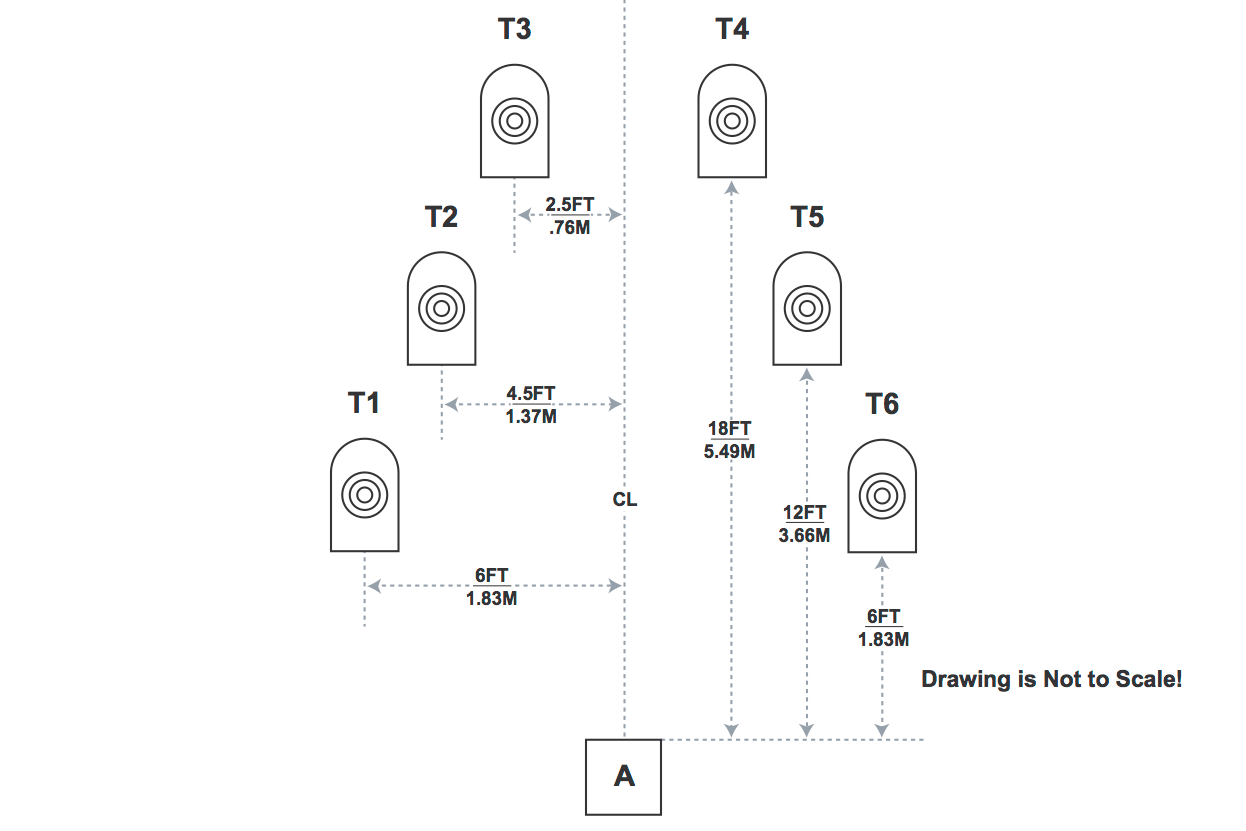 T3
T4
2.5FT
.76M
T2
T5
4.5FT
1.37M
T1
T6
18FT
5.49M
CL
12FT
3.66M
6FT
1.83M
6FT
1.83M
Drawing is Not to Scale!
A